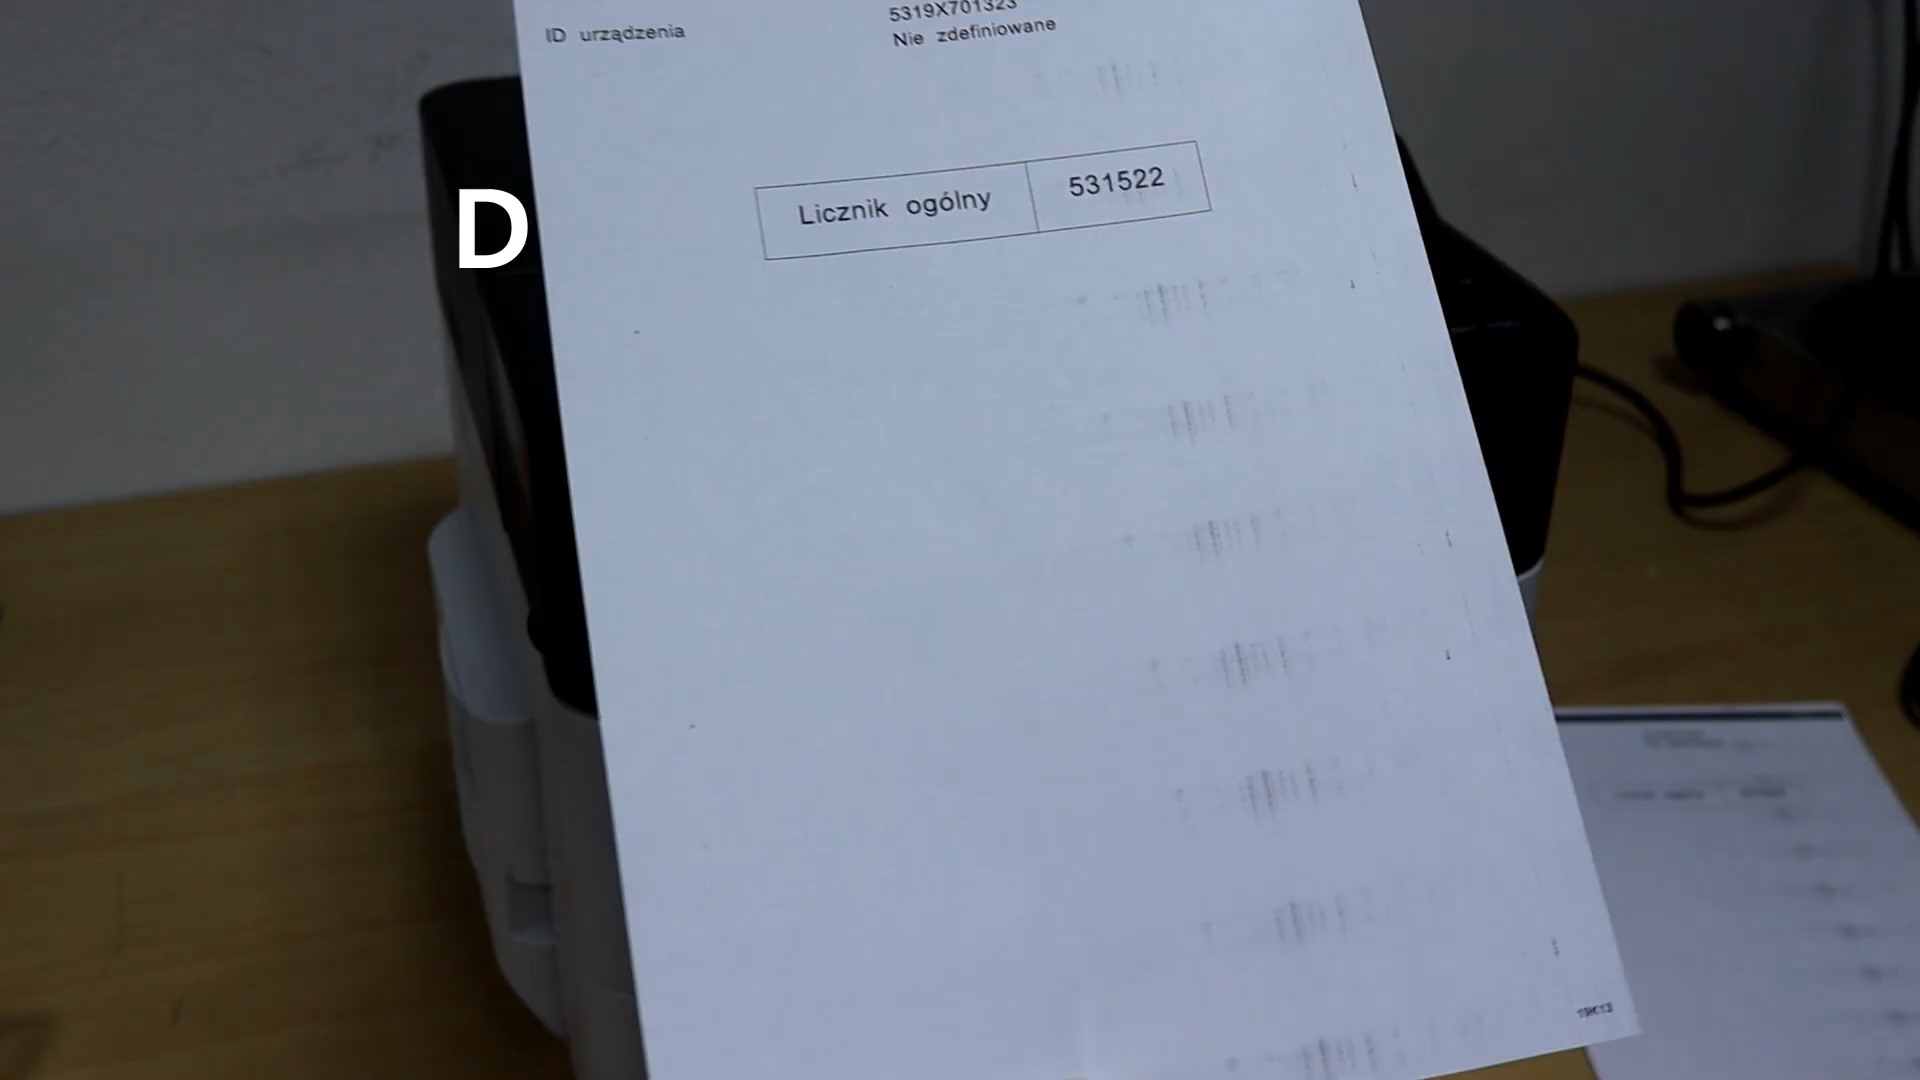 5319X701323
ID urządzenia Nie zdefiniowane
Licznik ogólny 531522
D